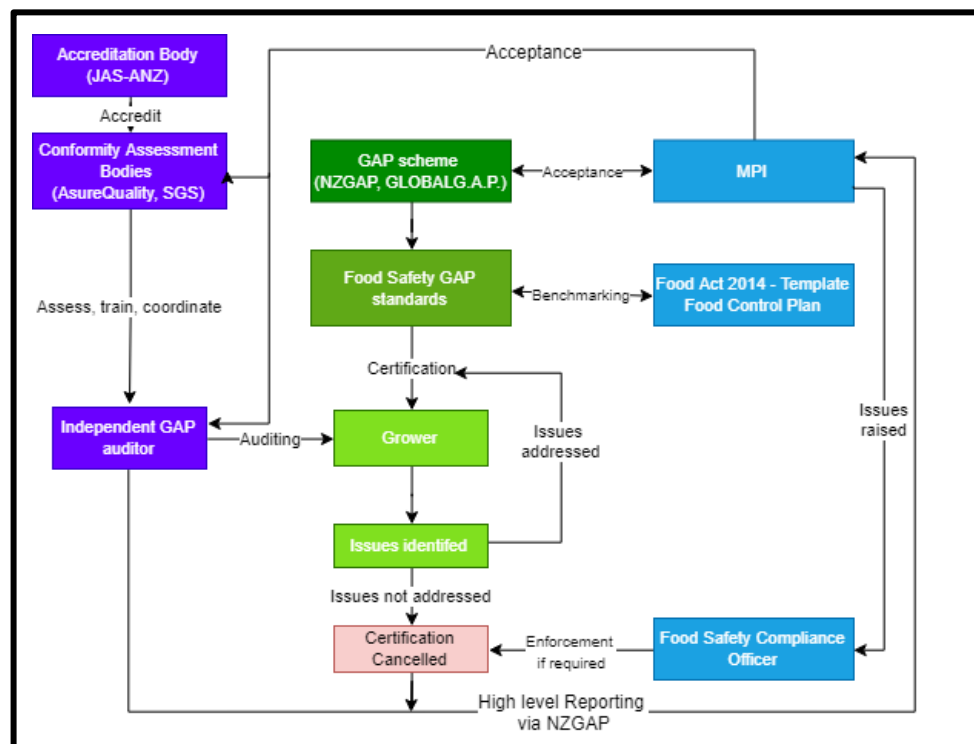 Accreditation Body
(JAS-ANZ)
Acceptance
Accredit
Conformity Assessment
Bodies
(AsureQuality, SGS)
GAP scheme
(NZGAP, GLOBALG.A.P.)
Acceptance
MPI
Food Safety GAP
standards
Benchmarking
Food Act 2014 - Template
Food Control Plan
Assess, train, coordinate
Certification
Independent GAP
auditor
Auditing
Grower
Issues
addressed
Issues
raised
Issues identifed
Issues not addressed
Certification
Cancelled
Enforcement
if required
Food Safety Compliance
Officer
High level Reporting
via NZGAP